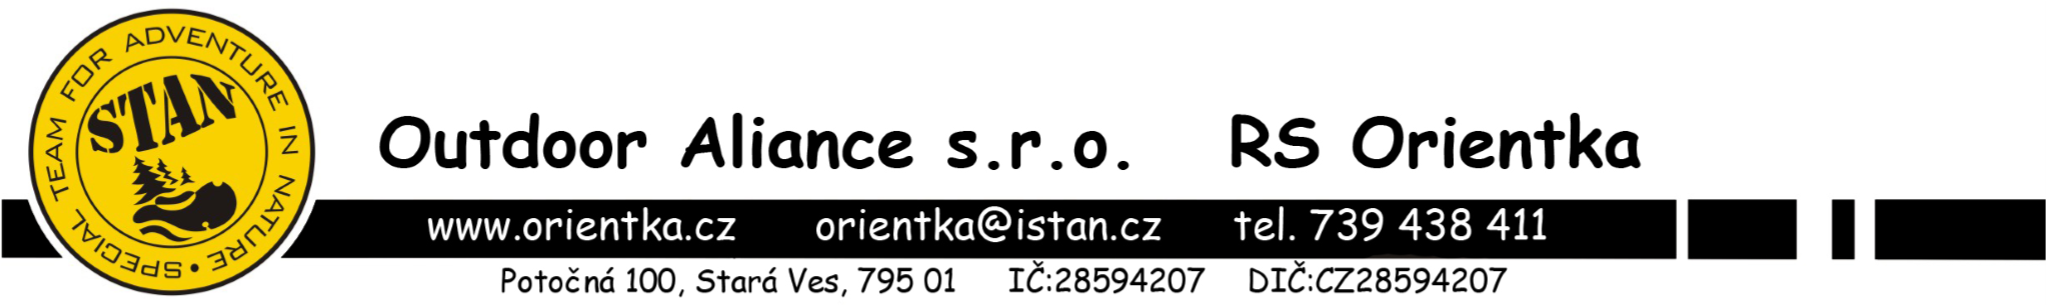 SPECIAL TEAM FOR ADVENTURE IN NATURE •
STAN
Outdoor Aliance s.r.o. RS Orientka
www.orientka.cz orientka@istan.cz tel. 739 438 411
Potočná 100, Stará Ves, 795 01 IČ:28594207 DIČ:CZ28594207